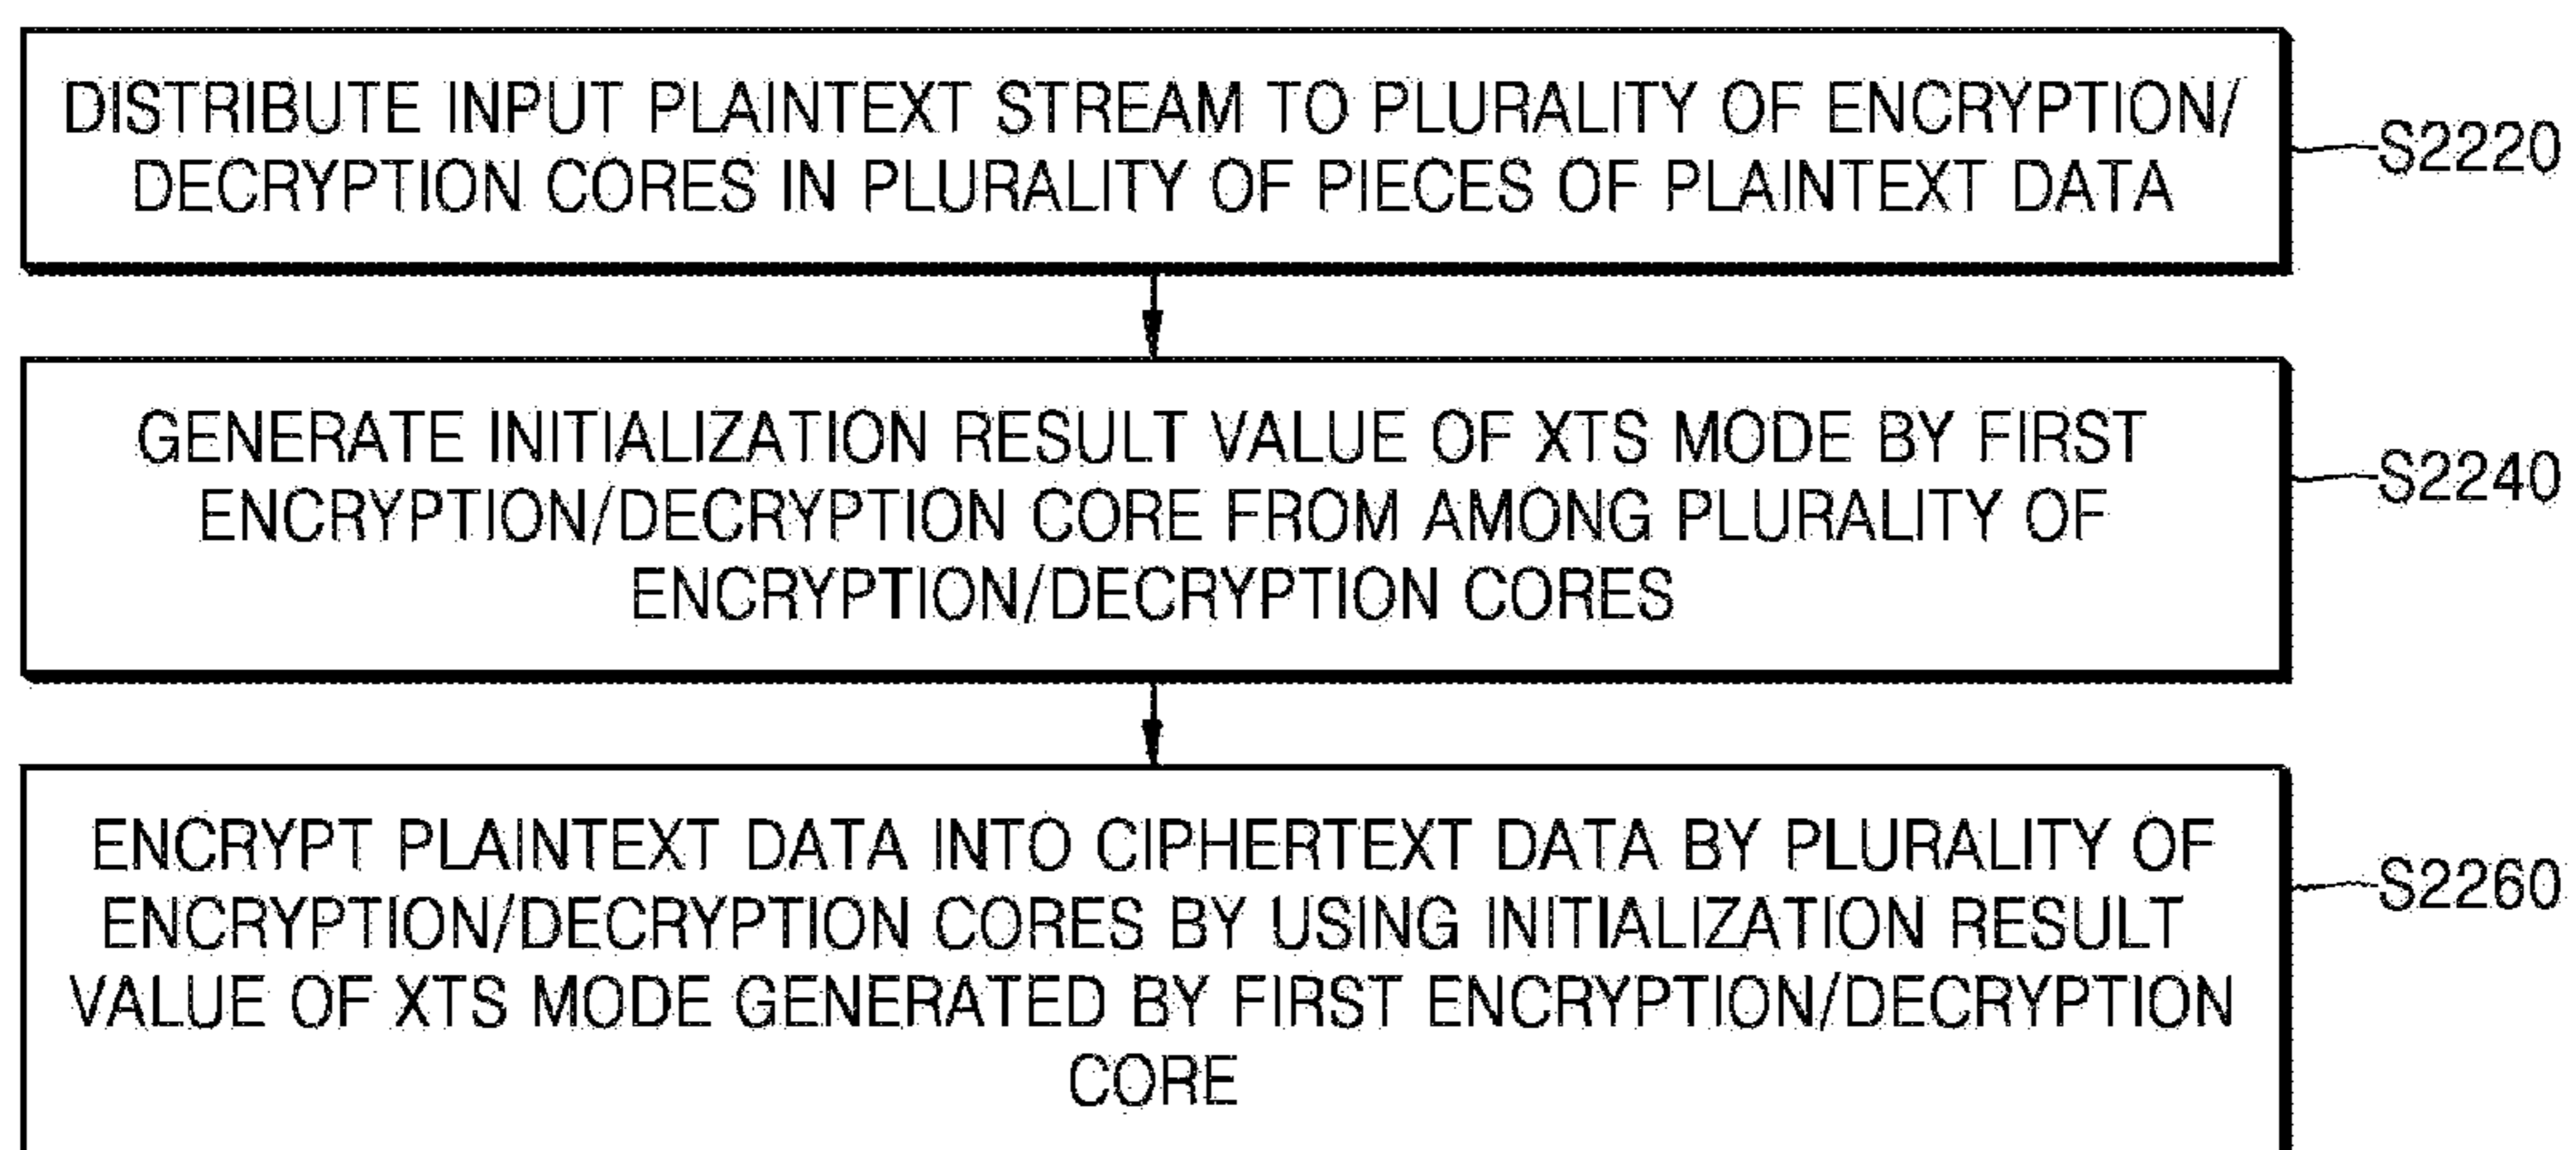 DISTRIBUTE INPUT PLAINTEXT STREAM TO PLURALITY OF ENCRYPTION/
DECRYPTION CORES IN PLURALITY OF PIECES OF PLAINTEXT DATA
S2220
GENERATE INITIALIZATION RESULT VALUE OF XTS MODE BY FIRST
ENCRYPTION/DECRYPTION CORE FROM AMONG PLURALITY OF
ENCRYPTION/DECRYPTION CORES
S2240
ENCRYPT PLAINTEXT DATA INTO CIPHERTEXT DATA BY PLURALITY OF
ENCRYPTION/DECRYPTION CORES BY USING INITIALIZATION RESULT
VALUE OF XTS MODE GENERATED BY FIRST ENCRYPTION/DECRYPTION
CORE
S2260